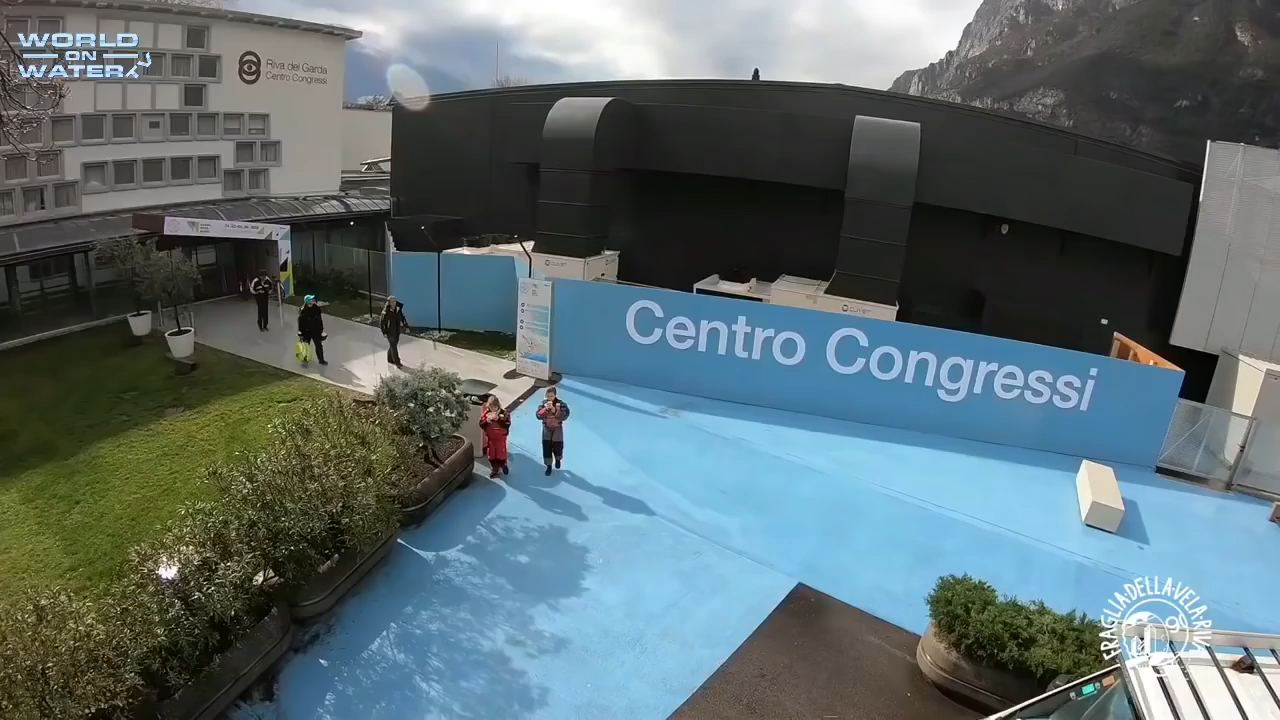 WORLD
ON
WATER
Riva del Garda
Centro Congressi
Centro Congressi
FRAGLIA·DELLA·VELA·RIVA